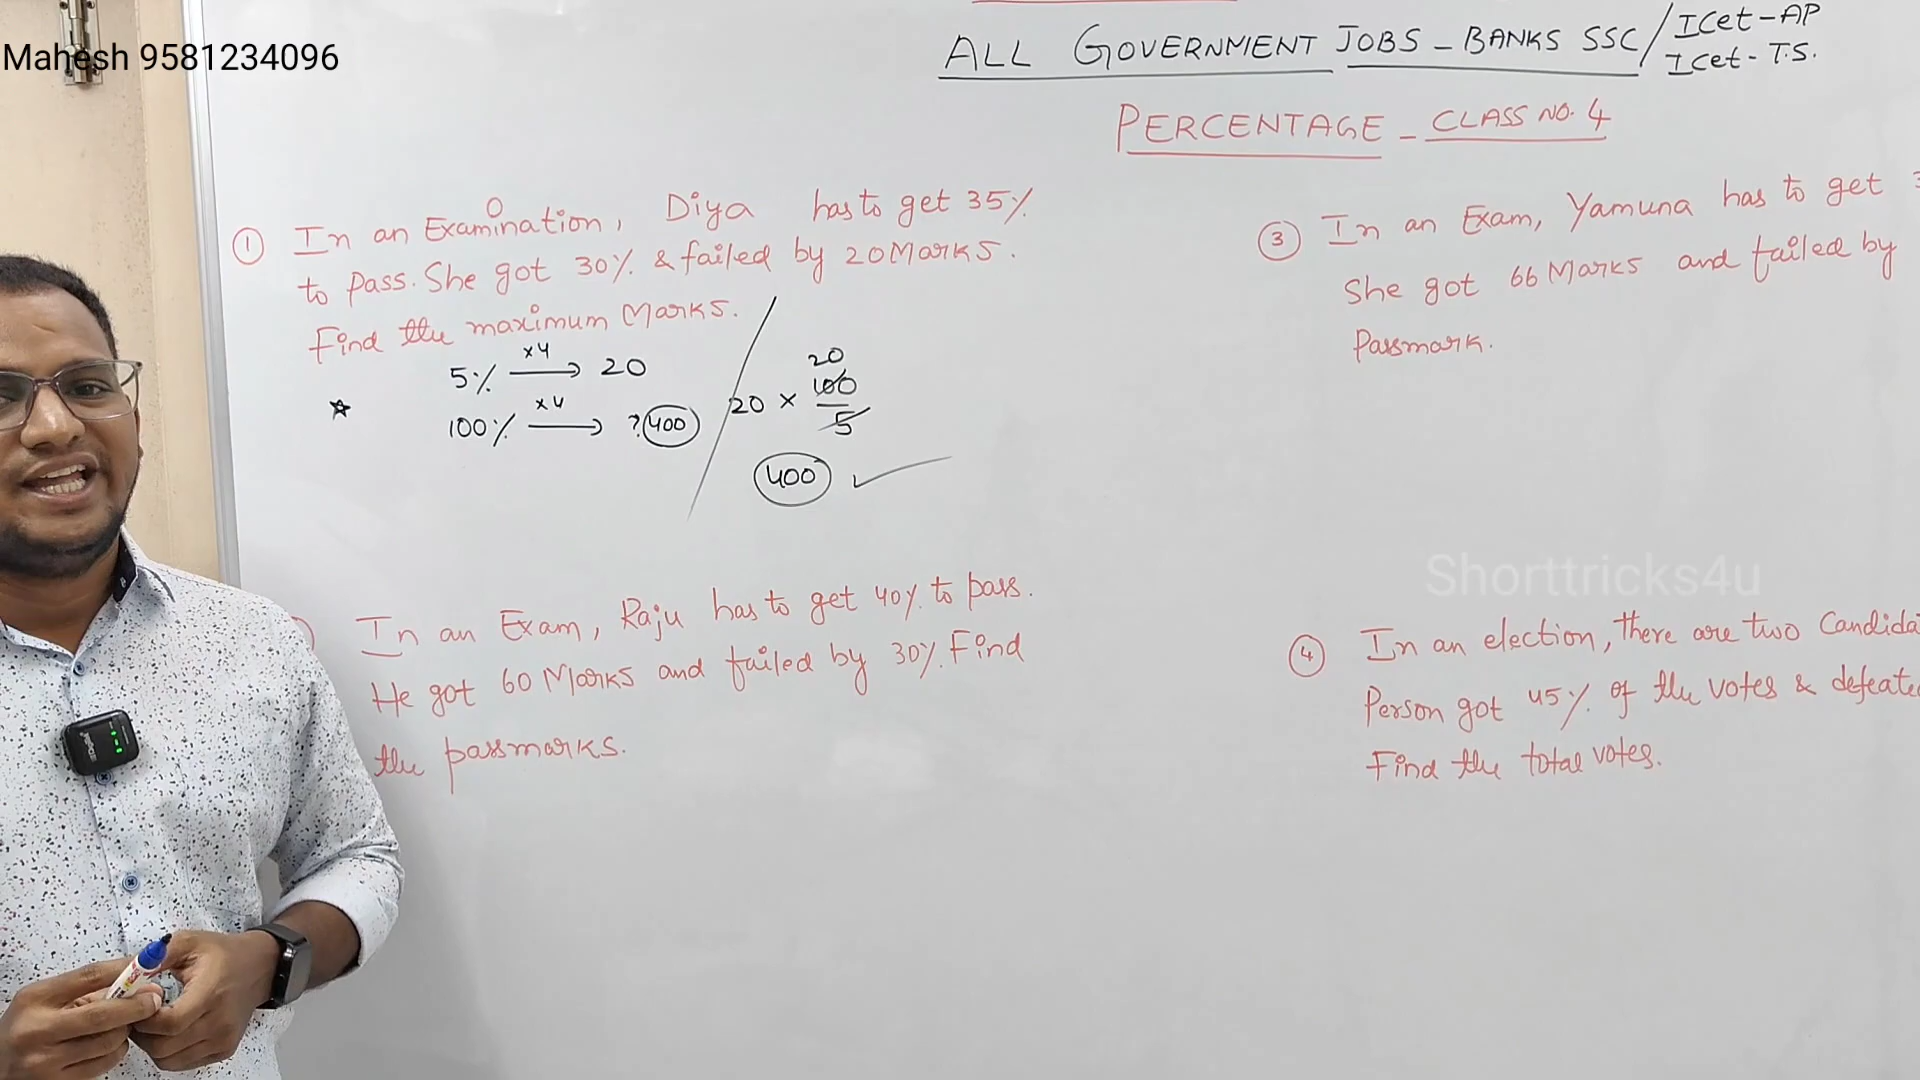 Mahesh 9581234096
ALL GOVERNMENT JOBS - BANKS SSC / ICet-AP
ICet-T.S.
PERCENTAGE - CLASS NO. 4
① In an Examination, Diya has to get 35%
to pass. She got 30% & failed by 20 Marks.
Find the maximum Marks.
5% ×4 → 20
100% ×4 → ? 400
20 × 100/5
20
400 ✓
In an Exam, Raju has to get 40% to pass.
He got 60 Marks and failed by 30%. Find
the passmarks.
③ In an Exam, Yamuna has to get
She got 66 Marks and failed by
Passmark.
Shorttricks4u
④ In an election, there are two Candida
Person got 45% of the votes & defeate
Find the total votes.